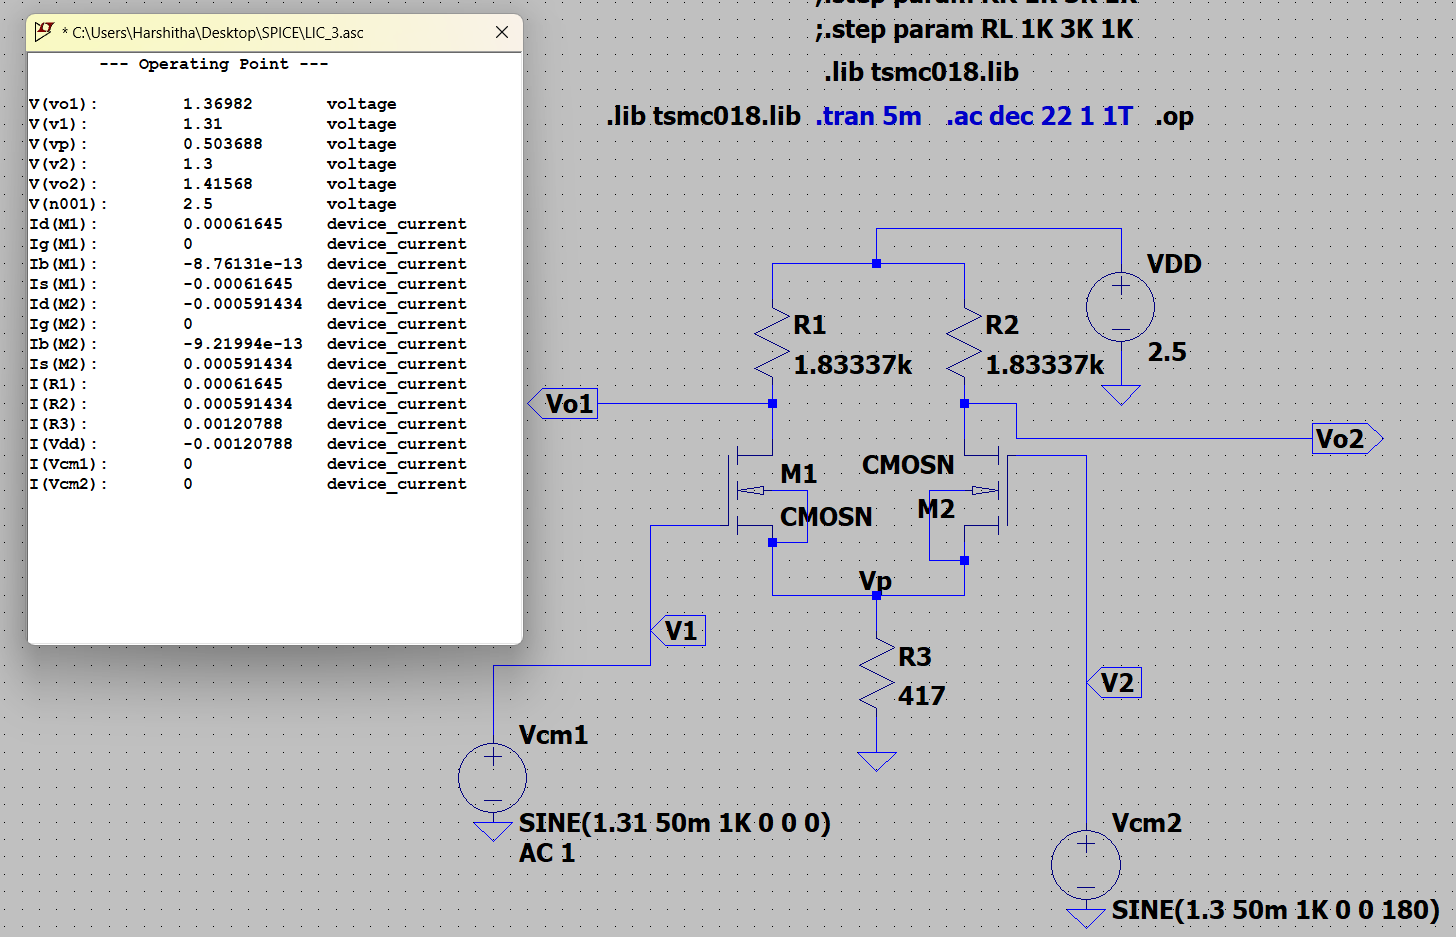 * C:\Users\Harshitha\Desktop\SPICE\LIC_3.asc
--- Operating Point ---
V(vo1): 1.36982 voltage
V(v1): 1.31 voltage
V(vp): 0.503688 voltage
V(v2): 1.3 voltage
V(vo2): 1.41568 voltage
V(n001): 2.5 voltage
Id(M1): 0.00061645 device_current
Ig(M1): 0 device_current
Ib(M1): -8.76131e-13 device_current
Is(M1): -0.00061645 device_current
Id(M2): -0.000591434 device_current
Ig(M2): 0 device_current
Ib(M2): -9.21994e-13 device_current
Is(M2): 0.000591434 device_current
I(R1): 0.00061645 device_current
I(R2): 0.000591434 device_current
I(R3): 0.00120788 device_current
I(Vdd): -0.00120788 device_current
I(Vcm1): 0 device_current
I(Vcm2): 0 device_current
;.step param RL 1K 3K 1K
.lib tsmc018.lib
.lib tsmc018.lib .tran 5m .ac dec 22 1 1T .op
VDD
2.5
R1
1.83337k
R2
1.83337k
Vo1
Vo2
M1
CMOSN
CMOSN
M2
Vp
V1
R3
417
V2
Vcm1
SINE(1.31 50m 1K 0 0 0)
AC 1
Vcm2
SINE(1.3 50m 1K 0 0 180)